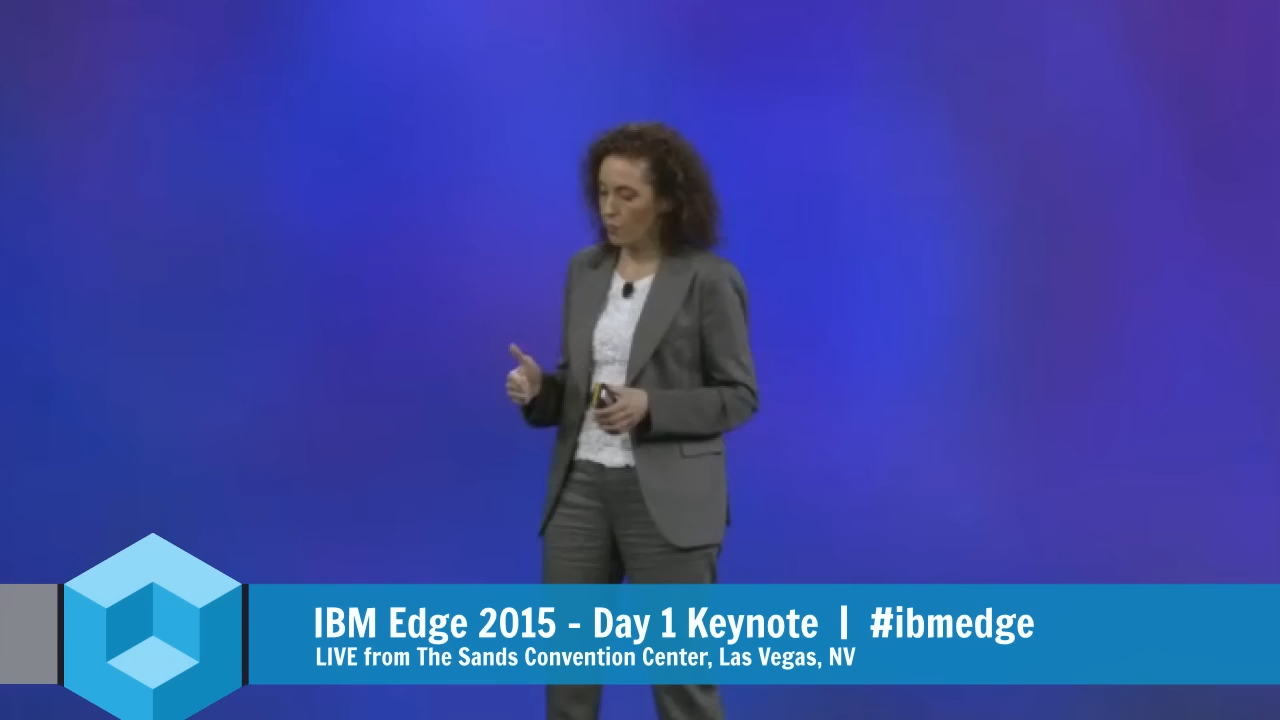 IBM Edge 2015 - Day 1 Keynote | #ibmedge
LIVE from The Sands Convention Center, Las Vegas, NV